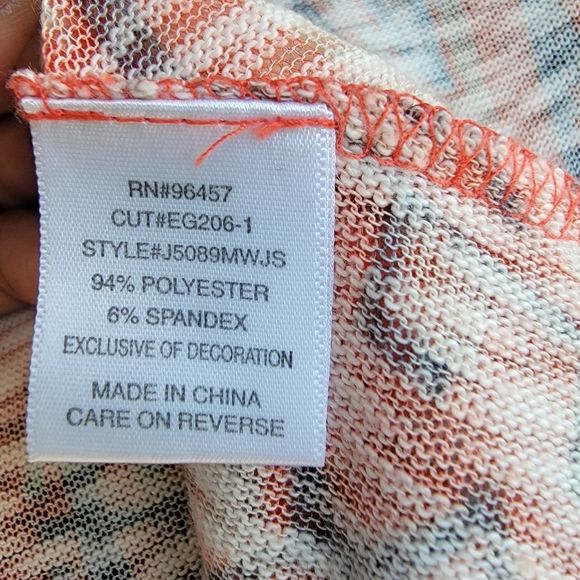 RN#96457
CUT#EG206-1
STYLE#J5089MWJS
94% POLYESTER
6% SPANDEX
EXCLUSIVE OF DECORATION
MADE IN CHINA
CARE ON REVERSE